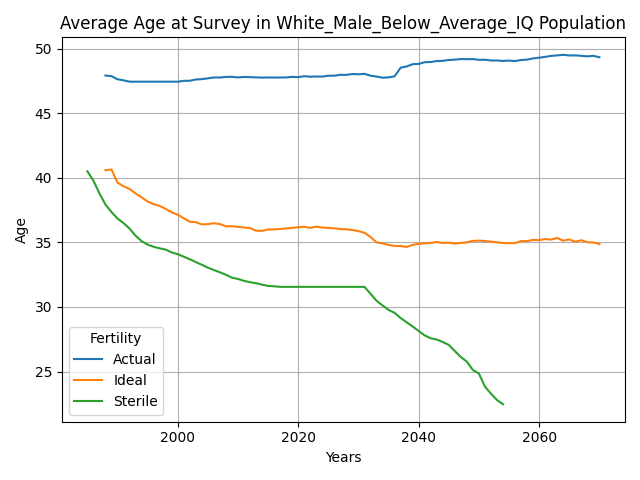 Average Age at Survey in White_Male_Below_Average_IQ Population
50
45
40
35
30
25
Age
Fertility
Actual
Ideal
Sterile
2000 2020 2040 2060
Years